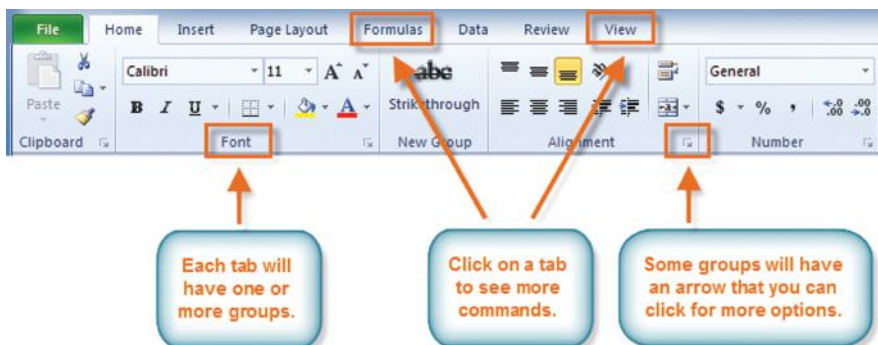 File Home Insert Page Layout Formulas Data Review View
Calibri 11 A A abc General
Paste B I U A Strikethrough a $ % , .0 .00 .00 .0
Clipboard Font New Group Alignment Number
Each tab will
have one or
more groups.
Click on a tab
to see more
commands.
Some groups will have
an arrow that you can
click for more options.